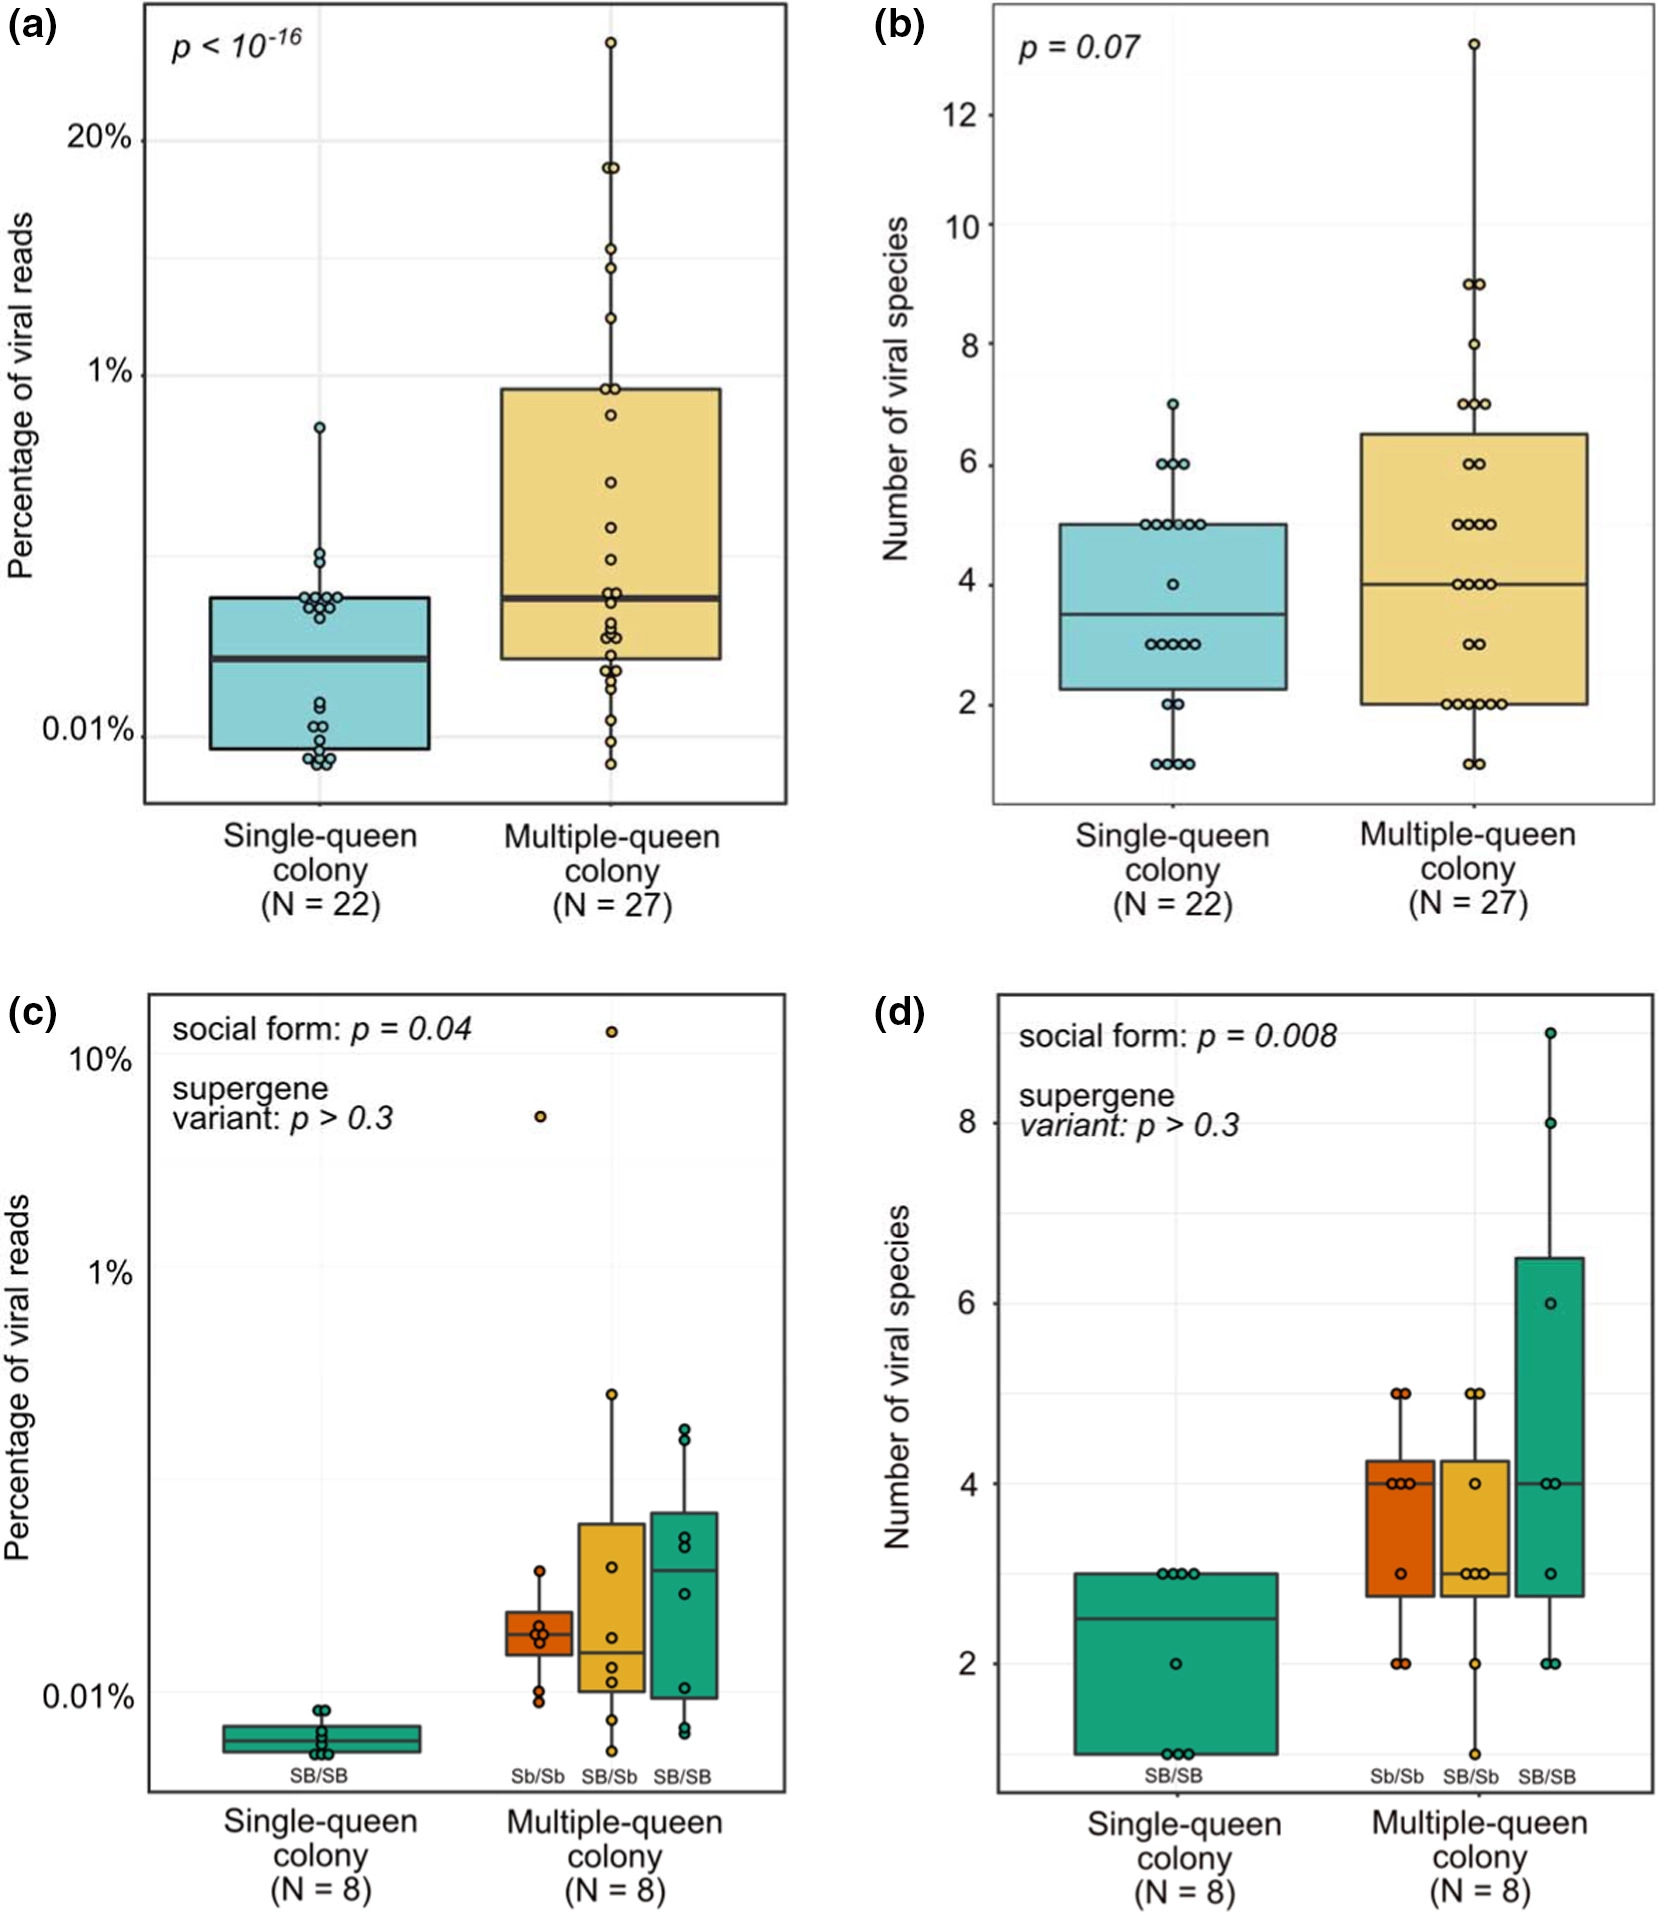 (a)
p < 10-16
Percentage of viral reads
20%
1%
0.01%
Single-queen
colony
(N = 22)
Multiple-queen
colony
(N = 27)
(b)
p = 0.07
Number of viral species
12
10
8
6
4
2
Single-queen
colony
(N = 22)
Multiple-queen
colony
(N = 27)
(c)
social form: p = 0.04
supergene
variant: p > 0.3
Percentage of viral reads
10%
1%
0.01%
SB/SB
Sb/Sb
SB/Sb
SB/SB
Single-queen
colony
(N = 8)
Multiple-queen
colony
(N = 8)
(d)
social form: p = 0.008
supergene
variant: p > 0.3
Number of viral species
8
6
4
2
SB/SB
Sb/Sb
SB/Sb
SB/SB
Single-queen
colony
(N = 8)
Multiple-queen
colony
(N = 8)